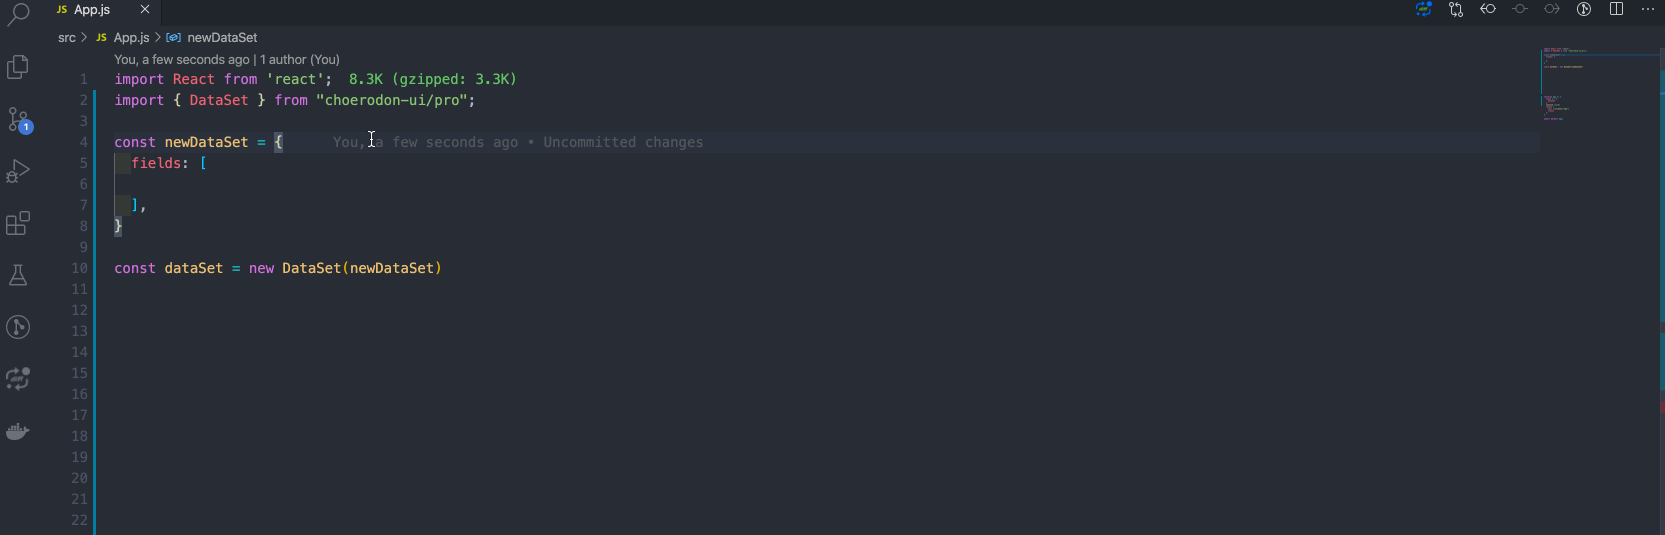 JS App.js ×
src > JS App.js > newDataSet
You, a few seconds ago | 1 author (You)
1 import React from 'react'; 8.3K (gzipped: 3.3K)
2 import { DataSet } from "choerodon-ui/pro";
3
4 const newDataSet = { You, a few seconds ago • Uncommitted changes
5 fields: [
6
1
7 ],
8 }
9
10 const dataSet = new DataSet(newDataSet)
11
12
13
14
15
16
17
18
19
20
21
22